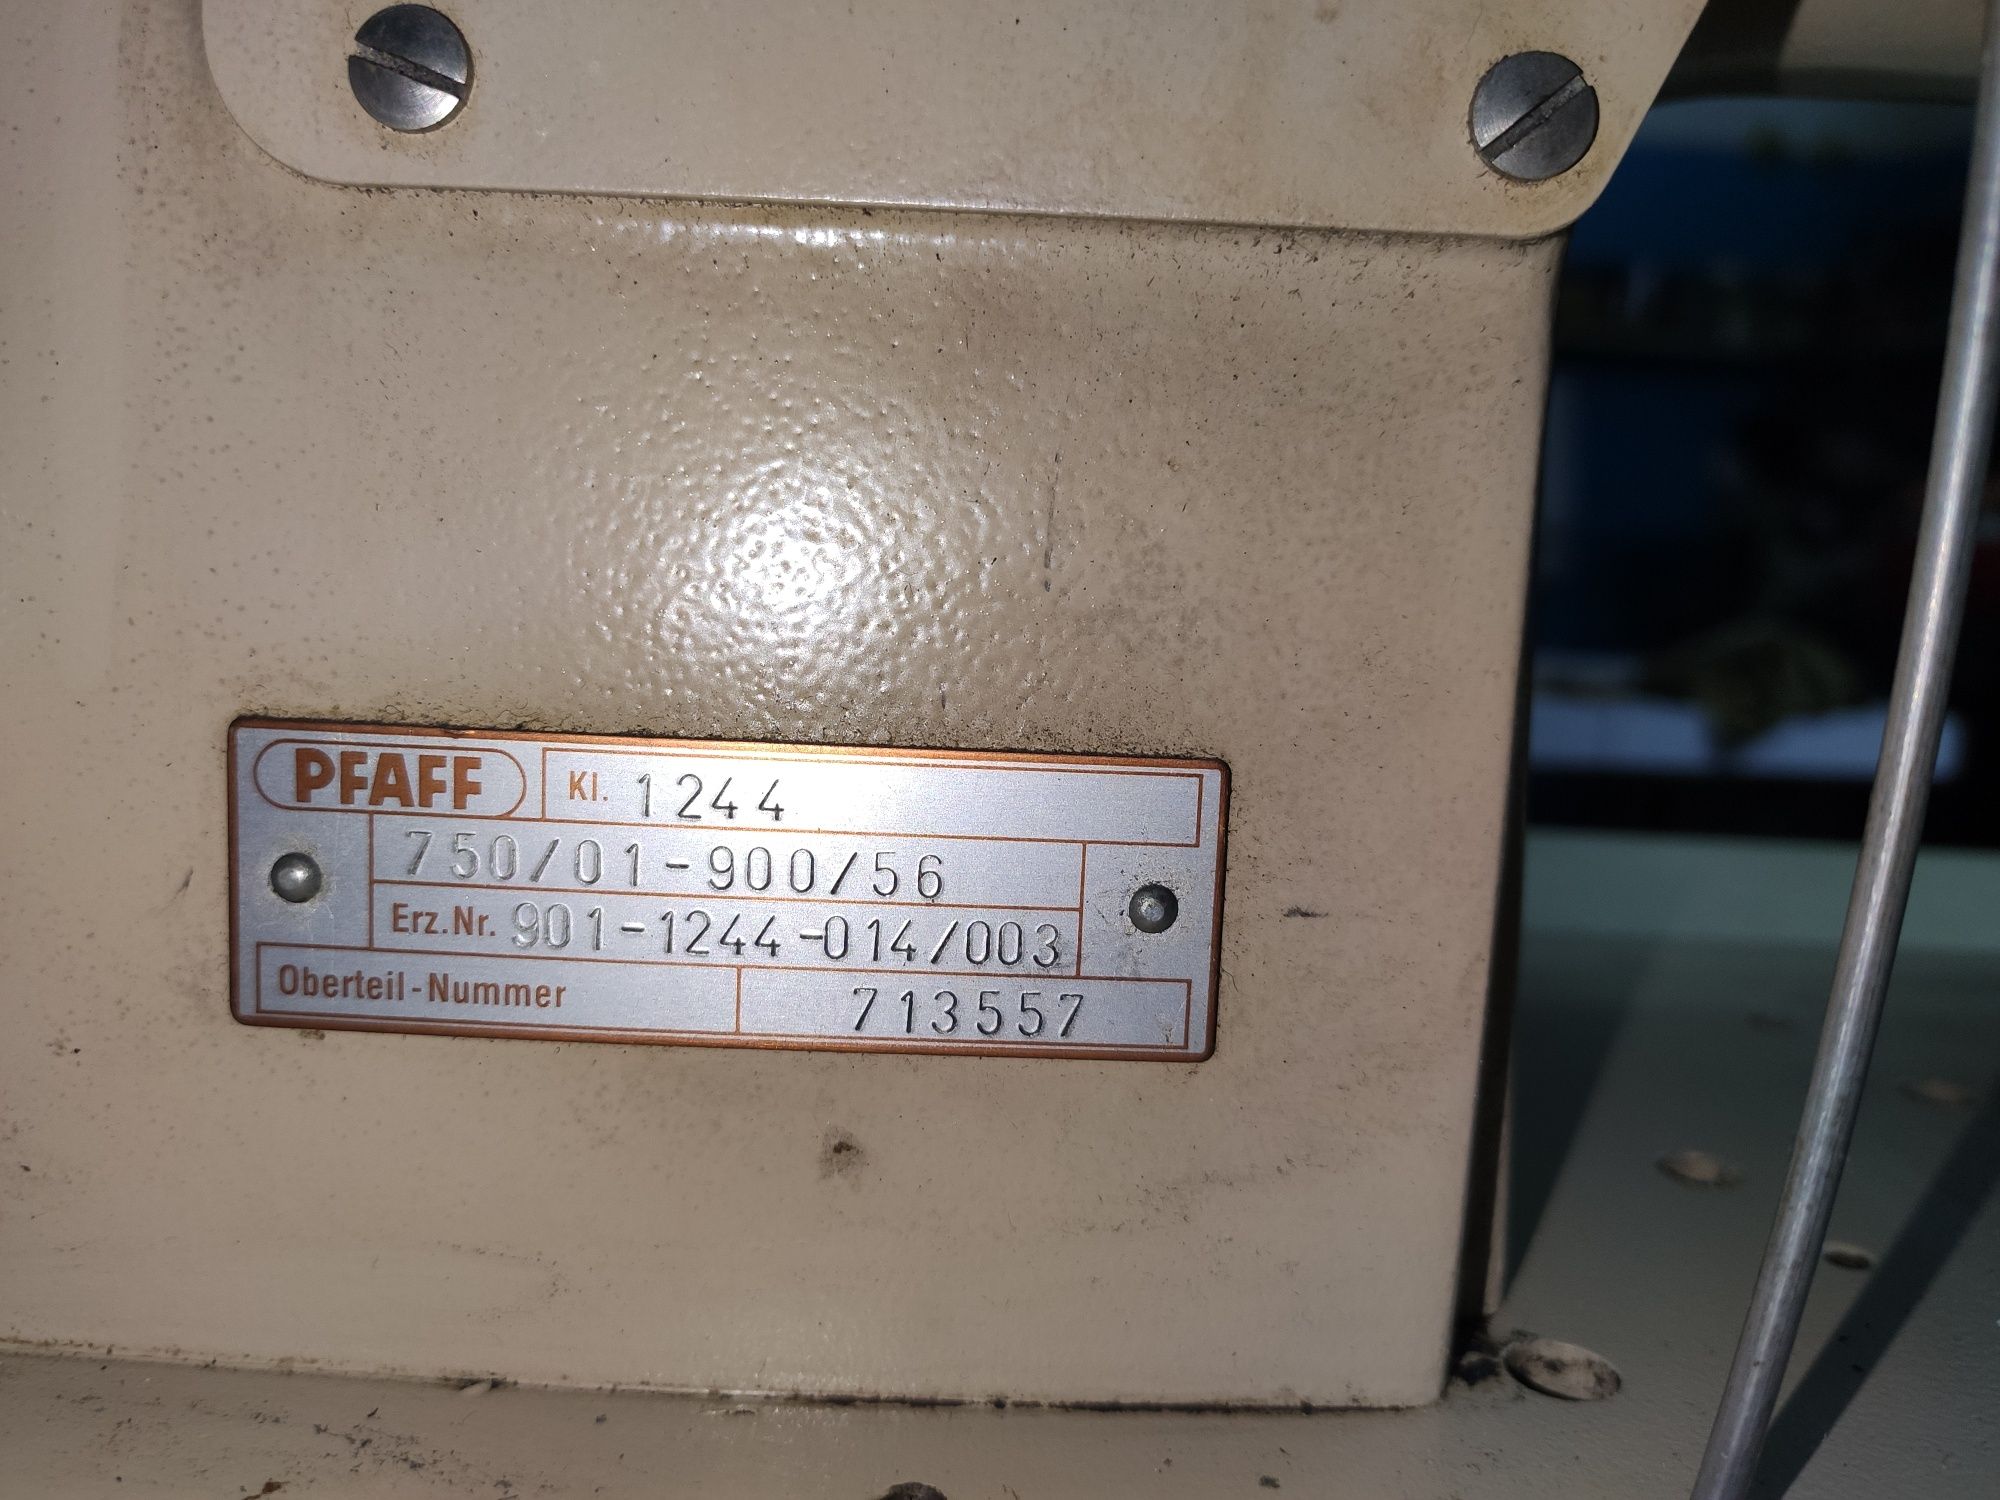 PFAFF Kl. 1244
750/01-900/56
Erz.Nr. 901-1244-014/003
Oberteil-Nummer 713557